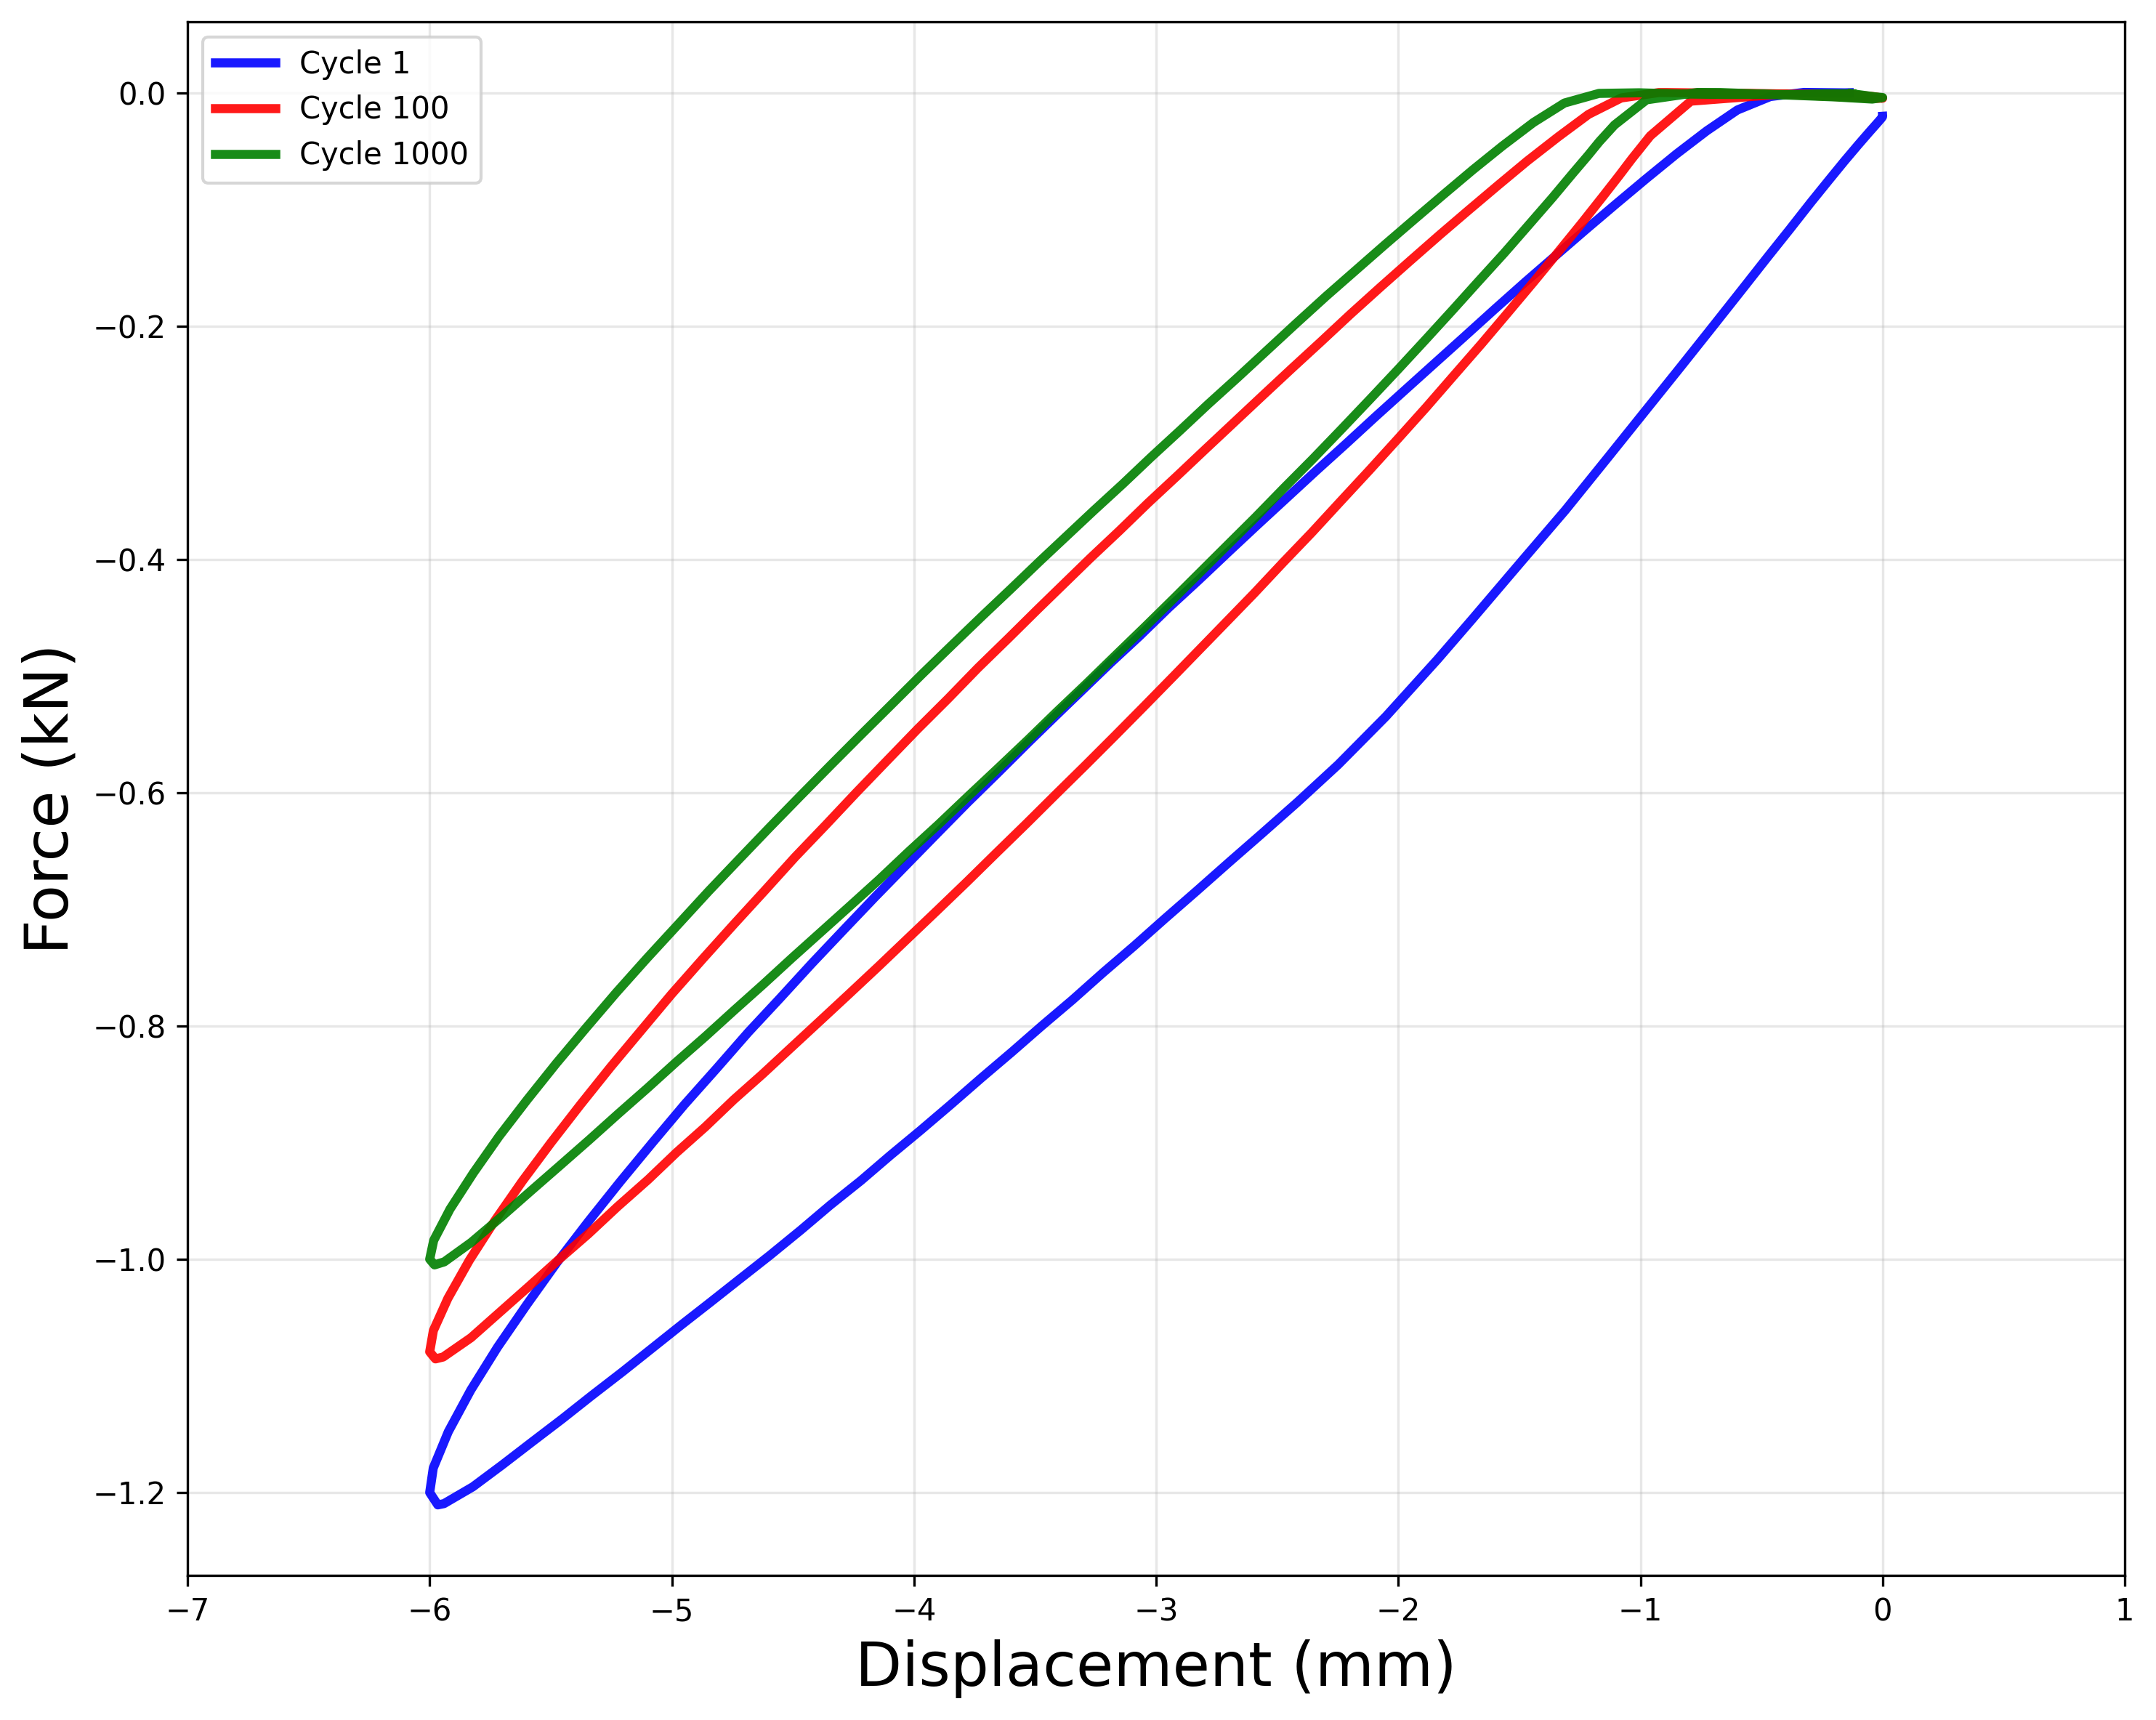 Cycle 1
Cycle 100
Cycle 1000
0.0
−0.2
−0.4
−0.6
−0.8
−1.0
−1.2
Force (kN)
−7 −6 −5 −4 −3 −2 −1 0 1
Displacement (mm)